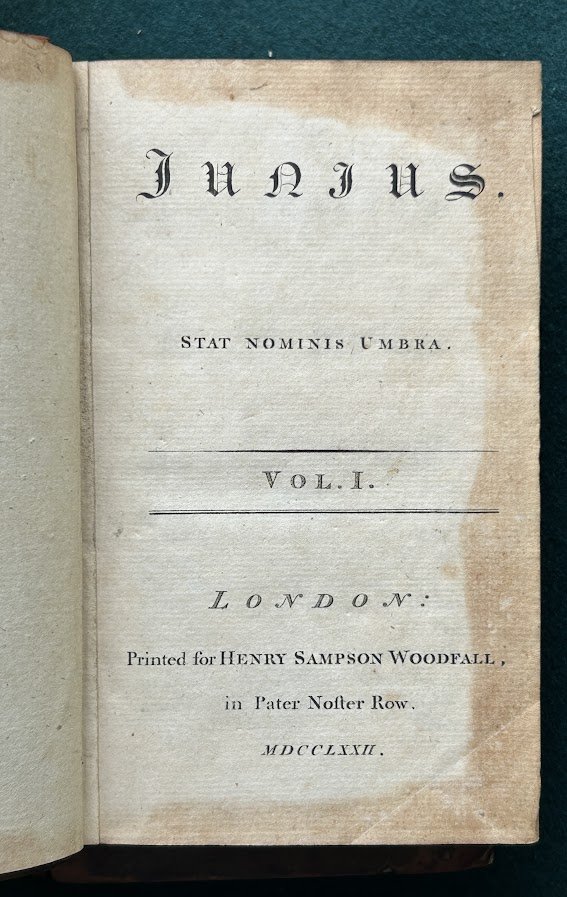 JUNIUS.
STAT NOMINIS UMBRA.
VOL. I.
LONDON:
Printed for HENRY SAMPSON WOODFALL,
in Pater Noſter Row.
MDCCLXXII.